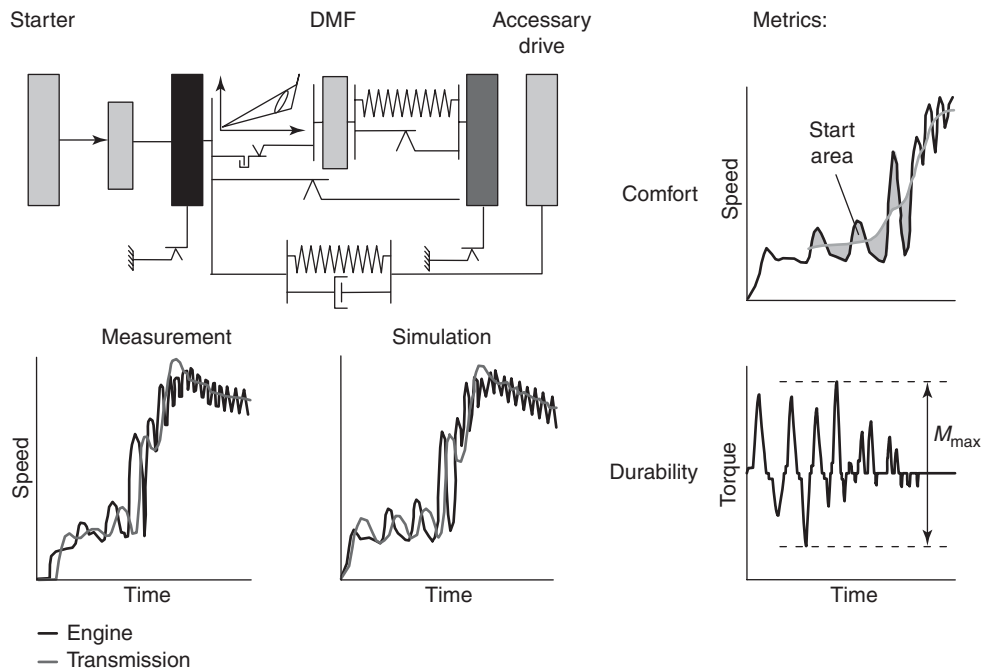 Starter
DMF
Accessary
drive
Metrics:
Start
area
Comfort
Speed
Measurement
Simulation
Speed
Time
Time
Durability
Torque
Mmax
Time
Engine
Transmission